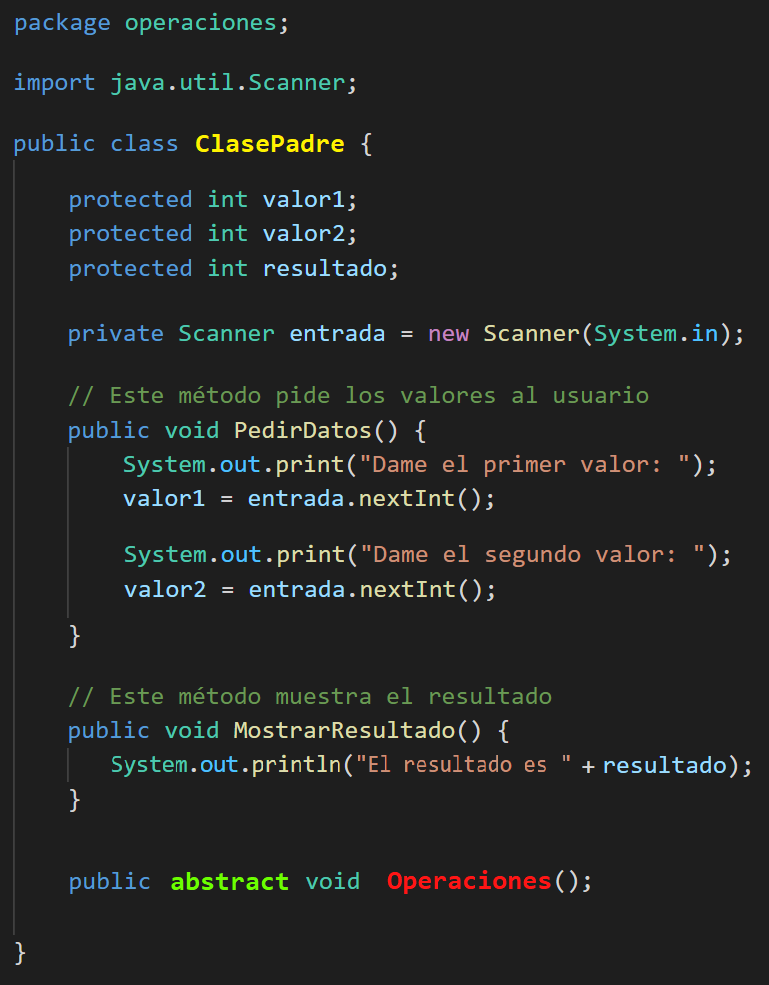 package operaciones;
import java.util.Scanner;
public class ClasePadre {
protected int valor1;
protected int valor2;
protected int resultado;
private Scanner entrada = new Scanner(System.in);
// Este método pide los valores al usuario
public void PedirDatos() {
System.out.print("Dame el primer valor: ");
valor1 = entrada.nextInt();
System.out.print("Dame el segundo valor: ");
valor2 = entrada.nextInt();
}
// Este método muestra el resultado
public void MostrarResultado() {
System.out.println("El resultado es " + resultado);
}
public abstract void Operaciones();
}